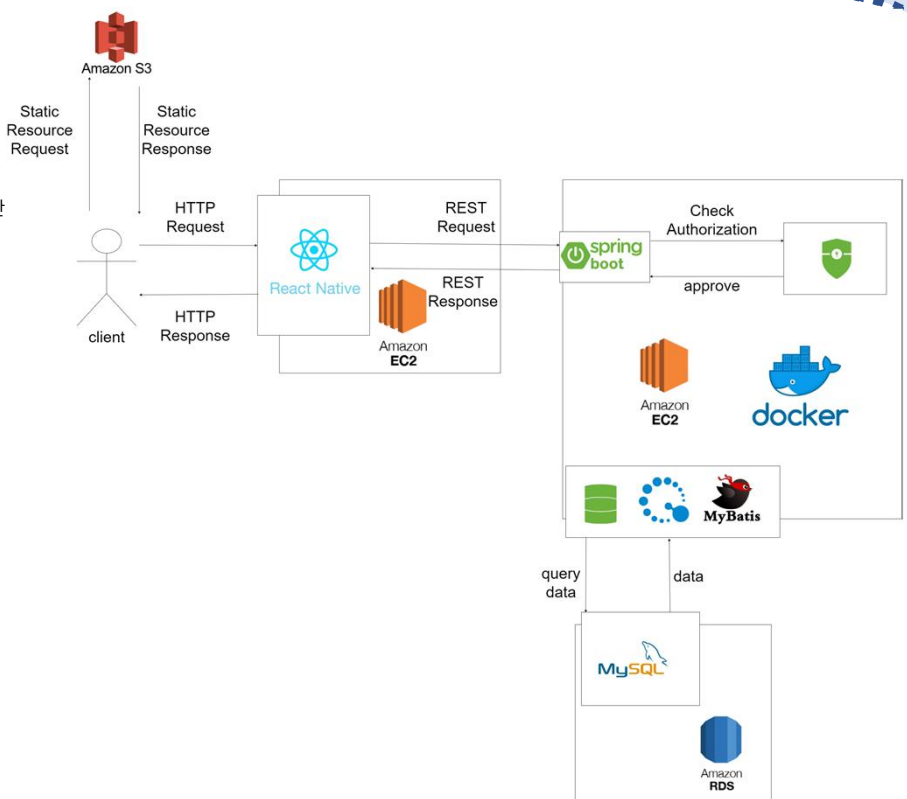 Amazon S3
Static
Resource
Request
Static
Resource
Response
HTTP
Request
React Native
HTTP
Response
client
Amazon
EC2
REST
Request
REST
Response
spring
boot
Check
Authorization
approve
Amazon
EC2
docker
MyBatis
query
data
data
MySQL
Amazon
RDS